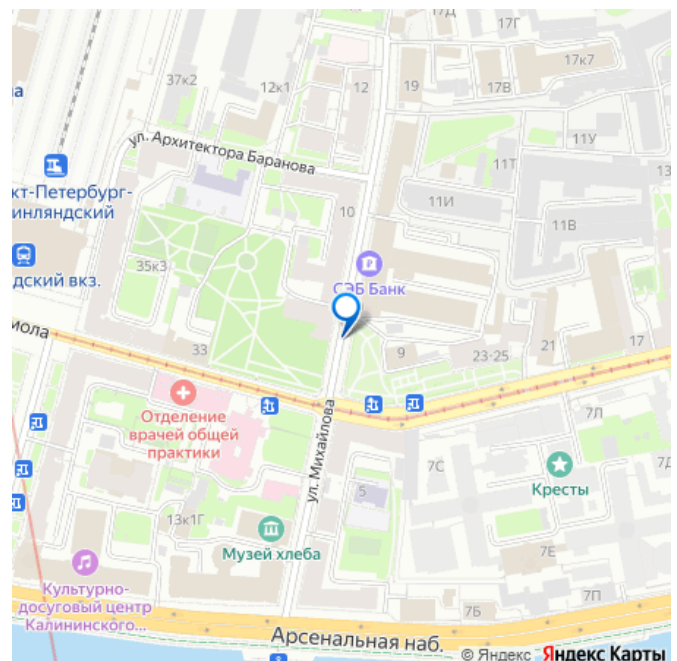 17Д
17Г
37к2
12к1
12
19
17В
17к7
а
ул. Архитектора Баранова
11У
11Т
13
кт-Петербург-
инляндский
10
11И
11В
35к3
дский вкз.
СЭБ Банк
иола
33
9
23-25
21
17
Отделение
врачей общей
практики
ул. Михайлова
7Л
7С
7Д
Кресты
5
13к1Г
Музей хлеба
7Е
Культурно-
досуговый центр
Калининского...
7Б
7П
Арсенальная наб.
© Яндекс Яндекс Карты